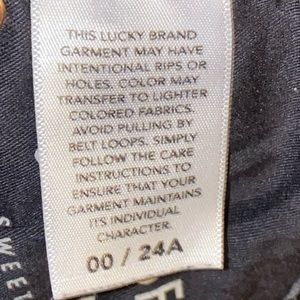 THIS LUCKY BRAND
GARMENT MAY HAVE
INTENTIONAL RIPS OR
HOLES. COLOR MAY
TRANSFER TO LIGHTER
COLORED FABRICS.
AVOID PULLING BY
BELT LOOPS. SIMPLY
FOLLOW THE CARE
INSTRUCTIONS TO
ENSURE THAT YOUR
GARMENT MAINTAINS
ITS INDIVIDUAL
CHARACTER.
00 / 24A
SWEET